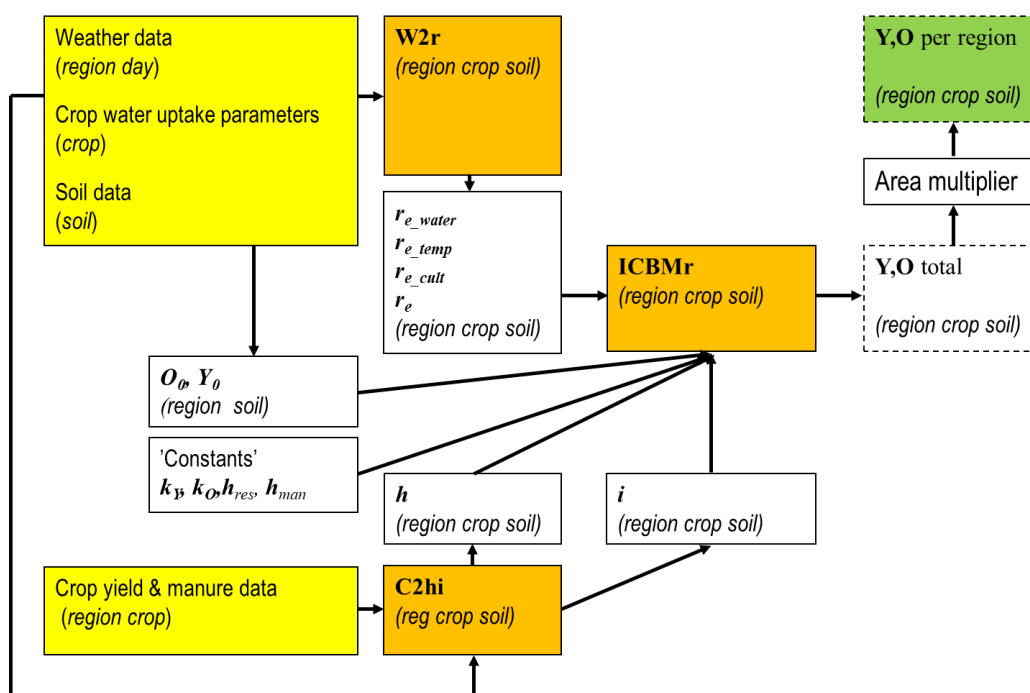 Weather data
(region day)
Crop water uptake parameters
(crop)
Soil data
(soil)
W2r
(region crop soil)
Y,O per region
(region crop soil)
Area multiplier
r_e_water
r_e_temp
r_e_cult
r_e
(region crop soil)
ICBMr
(region crop soil)
Y,O total
(region crop soil)
O_0, Y_0
(region soil)
’Constants’
k_Y, k_O, h_res, h_man
h
(region crop soil)
i
(region crop soil)
Crop yield & manure data
(region crop)
C2hi
(reg crop soil)